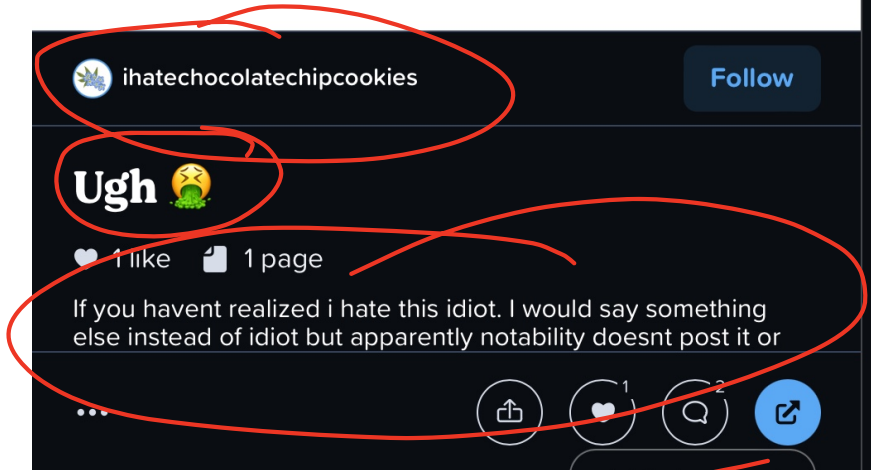 ihatechocolatechipcookies
Follow
Ugh 🤮
1 like 1 page
If you havent realized i hate this idiot. I would say something
else instead of idiot but apparently notability doesnt post it or
1 2